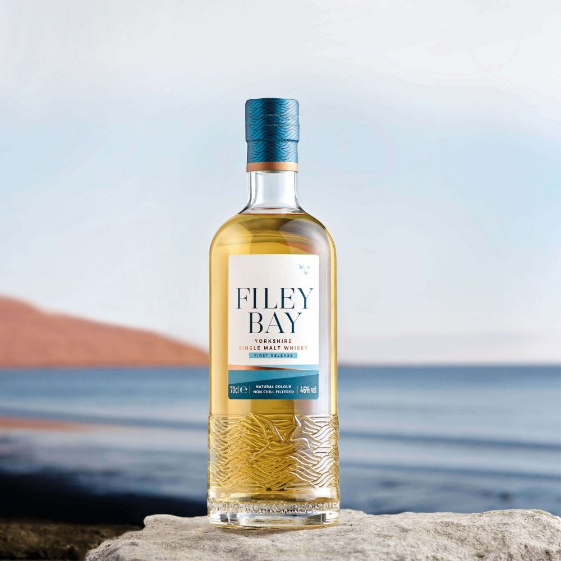 FILEY
BAY
YORKSHIRE
SINGLE MALT WHISKY
FIRST RELEASE
70cl ℮ NATURAL COLOUR 46% vol
NON CHILL FILTERED